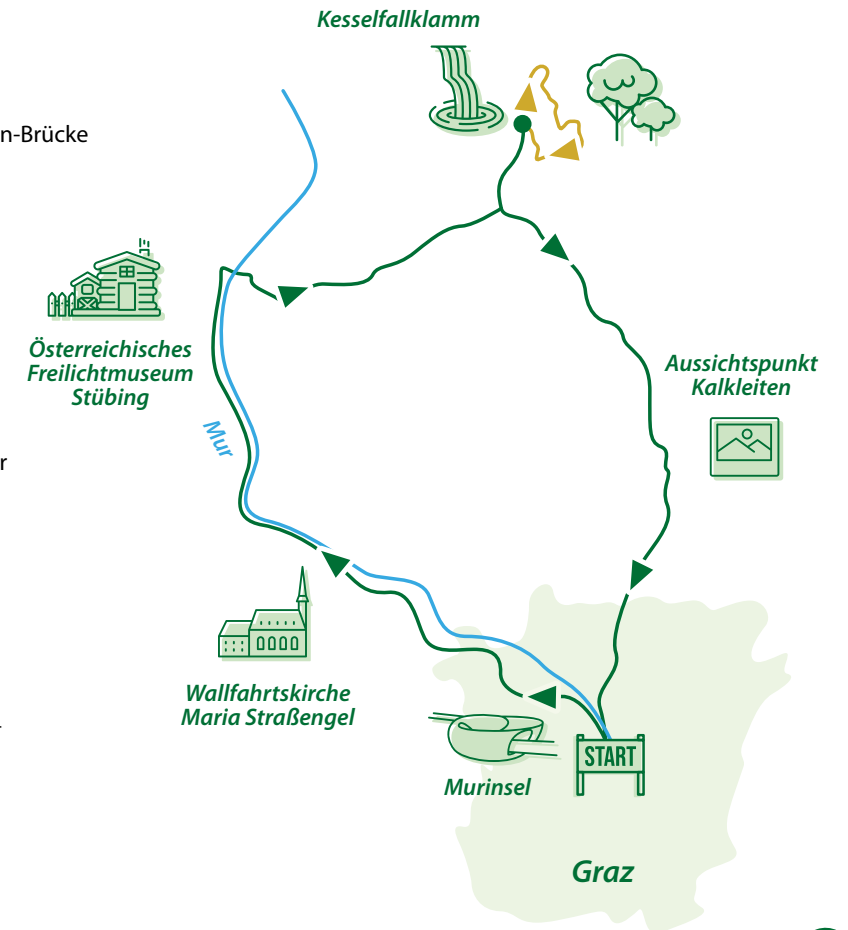 Kesselfallklamm
n-Brücke
Österreichisches
Freilichtmuseum
Stübing
Aussichtspunkt
Kalkleiten
Mur
r
Wallfahrtskirche
Maria Straßengel
START
Murinsel
Graz